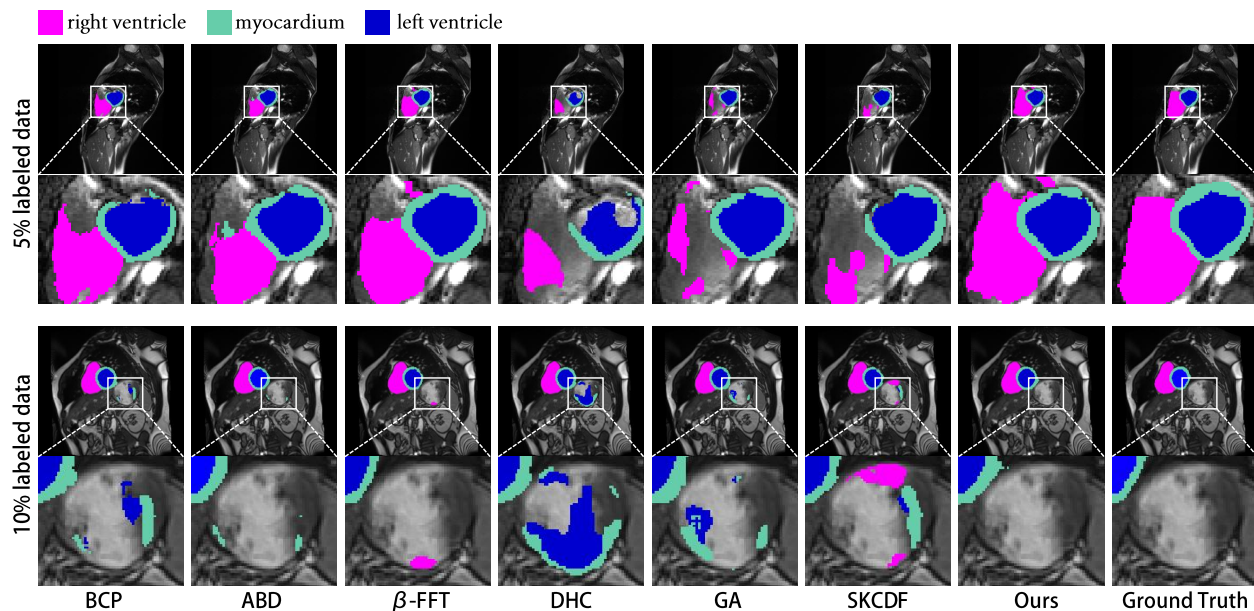 right ventricle myocardium left ventricle
5% labeled data
10% labeled data
BCP ABD β-FFT DHC GA SKCDF Ours Ground Truth